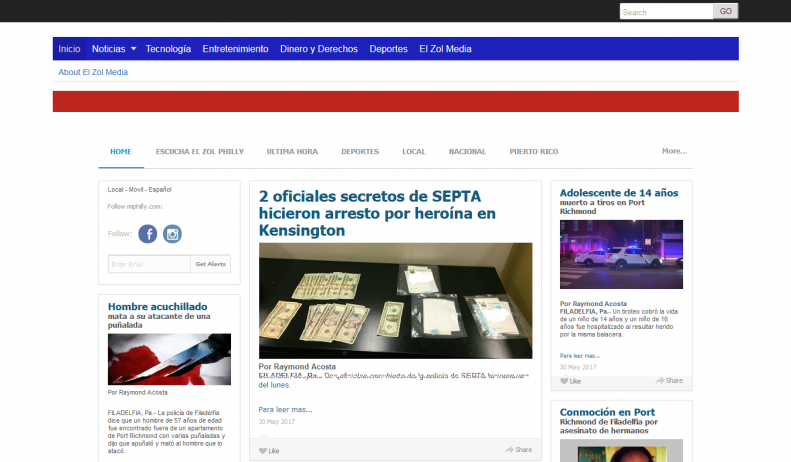 Search GO
Inicio Noticias Tecnología Entretenimiento Dinero y Derechos Deportes El Zol Media
About El Zol Media
HOME ESCUCHA EL ZOL PHILLY ULTIMA HORA DEPORTES LOCAL NACIONAL PUERTO RICO More...
Local - Movil - Español
Follow miphilly.com:
Follow:
Enter Email Get Alerts
Hombre acuchillado
mata a su atacante de una
puñalada
Por Raymond Acosta
FILADELFIA, Pa.- La policía de Filadelfia
dice que un hombre de 57 años de edad
fue encontrado fuera de un apartamento
de Port Richmond con varias puñaladas y
dijo que apuñaló y mató al hombre que lo
atacó.
2 oficiales secretos de SEPTA
hicieron arresto por heroína en
Kensington
Por Raymond Acosta
FILADELFIA, Pa.- policía de SEPTA hicieron
del lunes.
Para leer mas...
30 May 2017
Like Share
Adolescente de 14 años
muerto a tiros en Port
Richmond
Por Raymond Acosta
FILADELFIA, Pa.- Un tiroteo cobró la vida
de un niño de 14 años y un niño de 16
años fue hospitalizado al resultar herido
por la misma balacera.
Para leer mas...
30 May 2017
Like Share
Conmoción en Port
Richmond de Filadelfia por
asesinato de hermanos